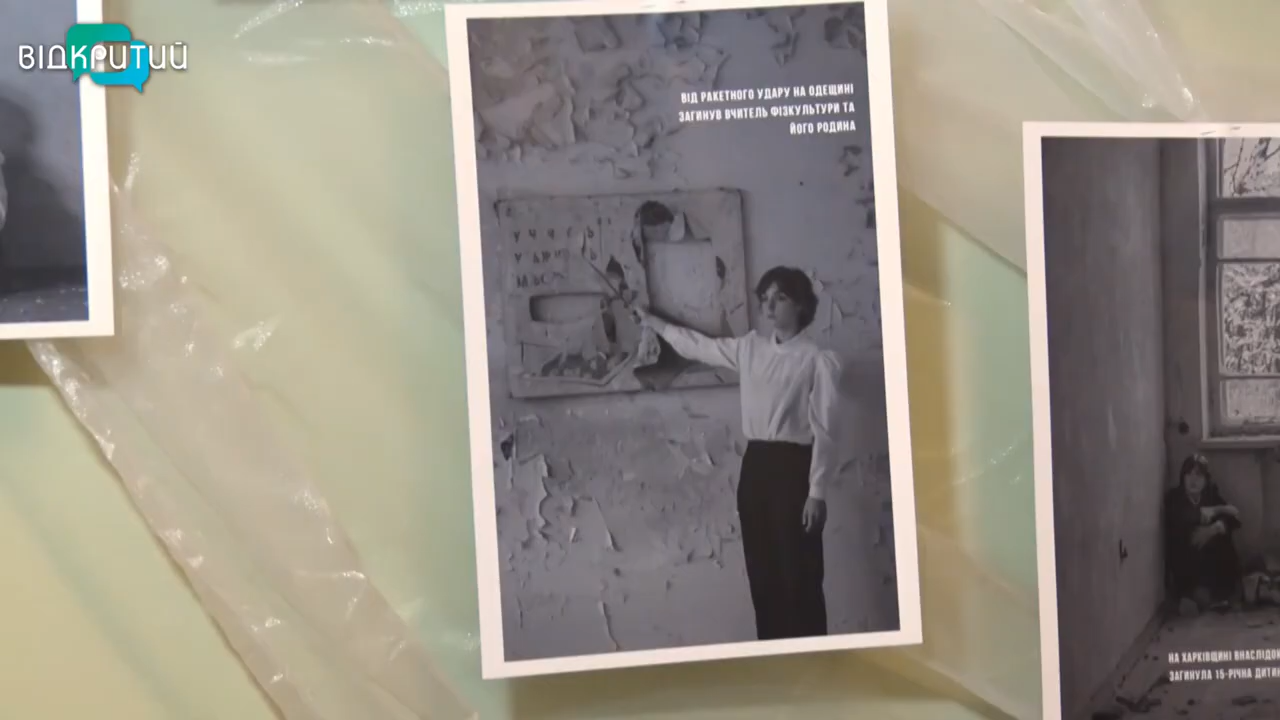 ВІДКРИТИЙ
ВІД РАКЕТНОГО УДАРУ НА ОДЕЩИНІ
ЗАГИНУВ ВЧИТЕЛЬ ФІЗКУЛЬТУРИ ТА
ЙОГО РОДИНА
НА ХАРКІВЩИНІ ВНАСЛІДОК
ЗАГИНУЛА 15-РІЧНА ДИТИН